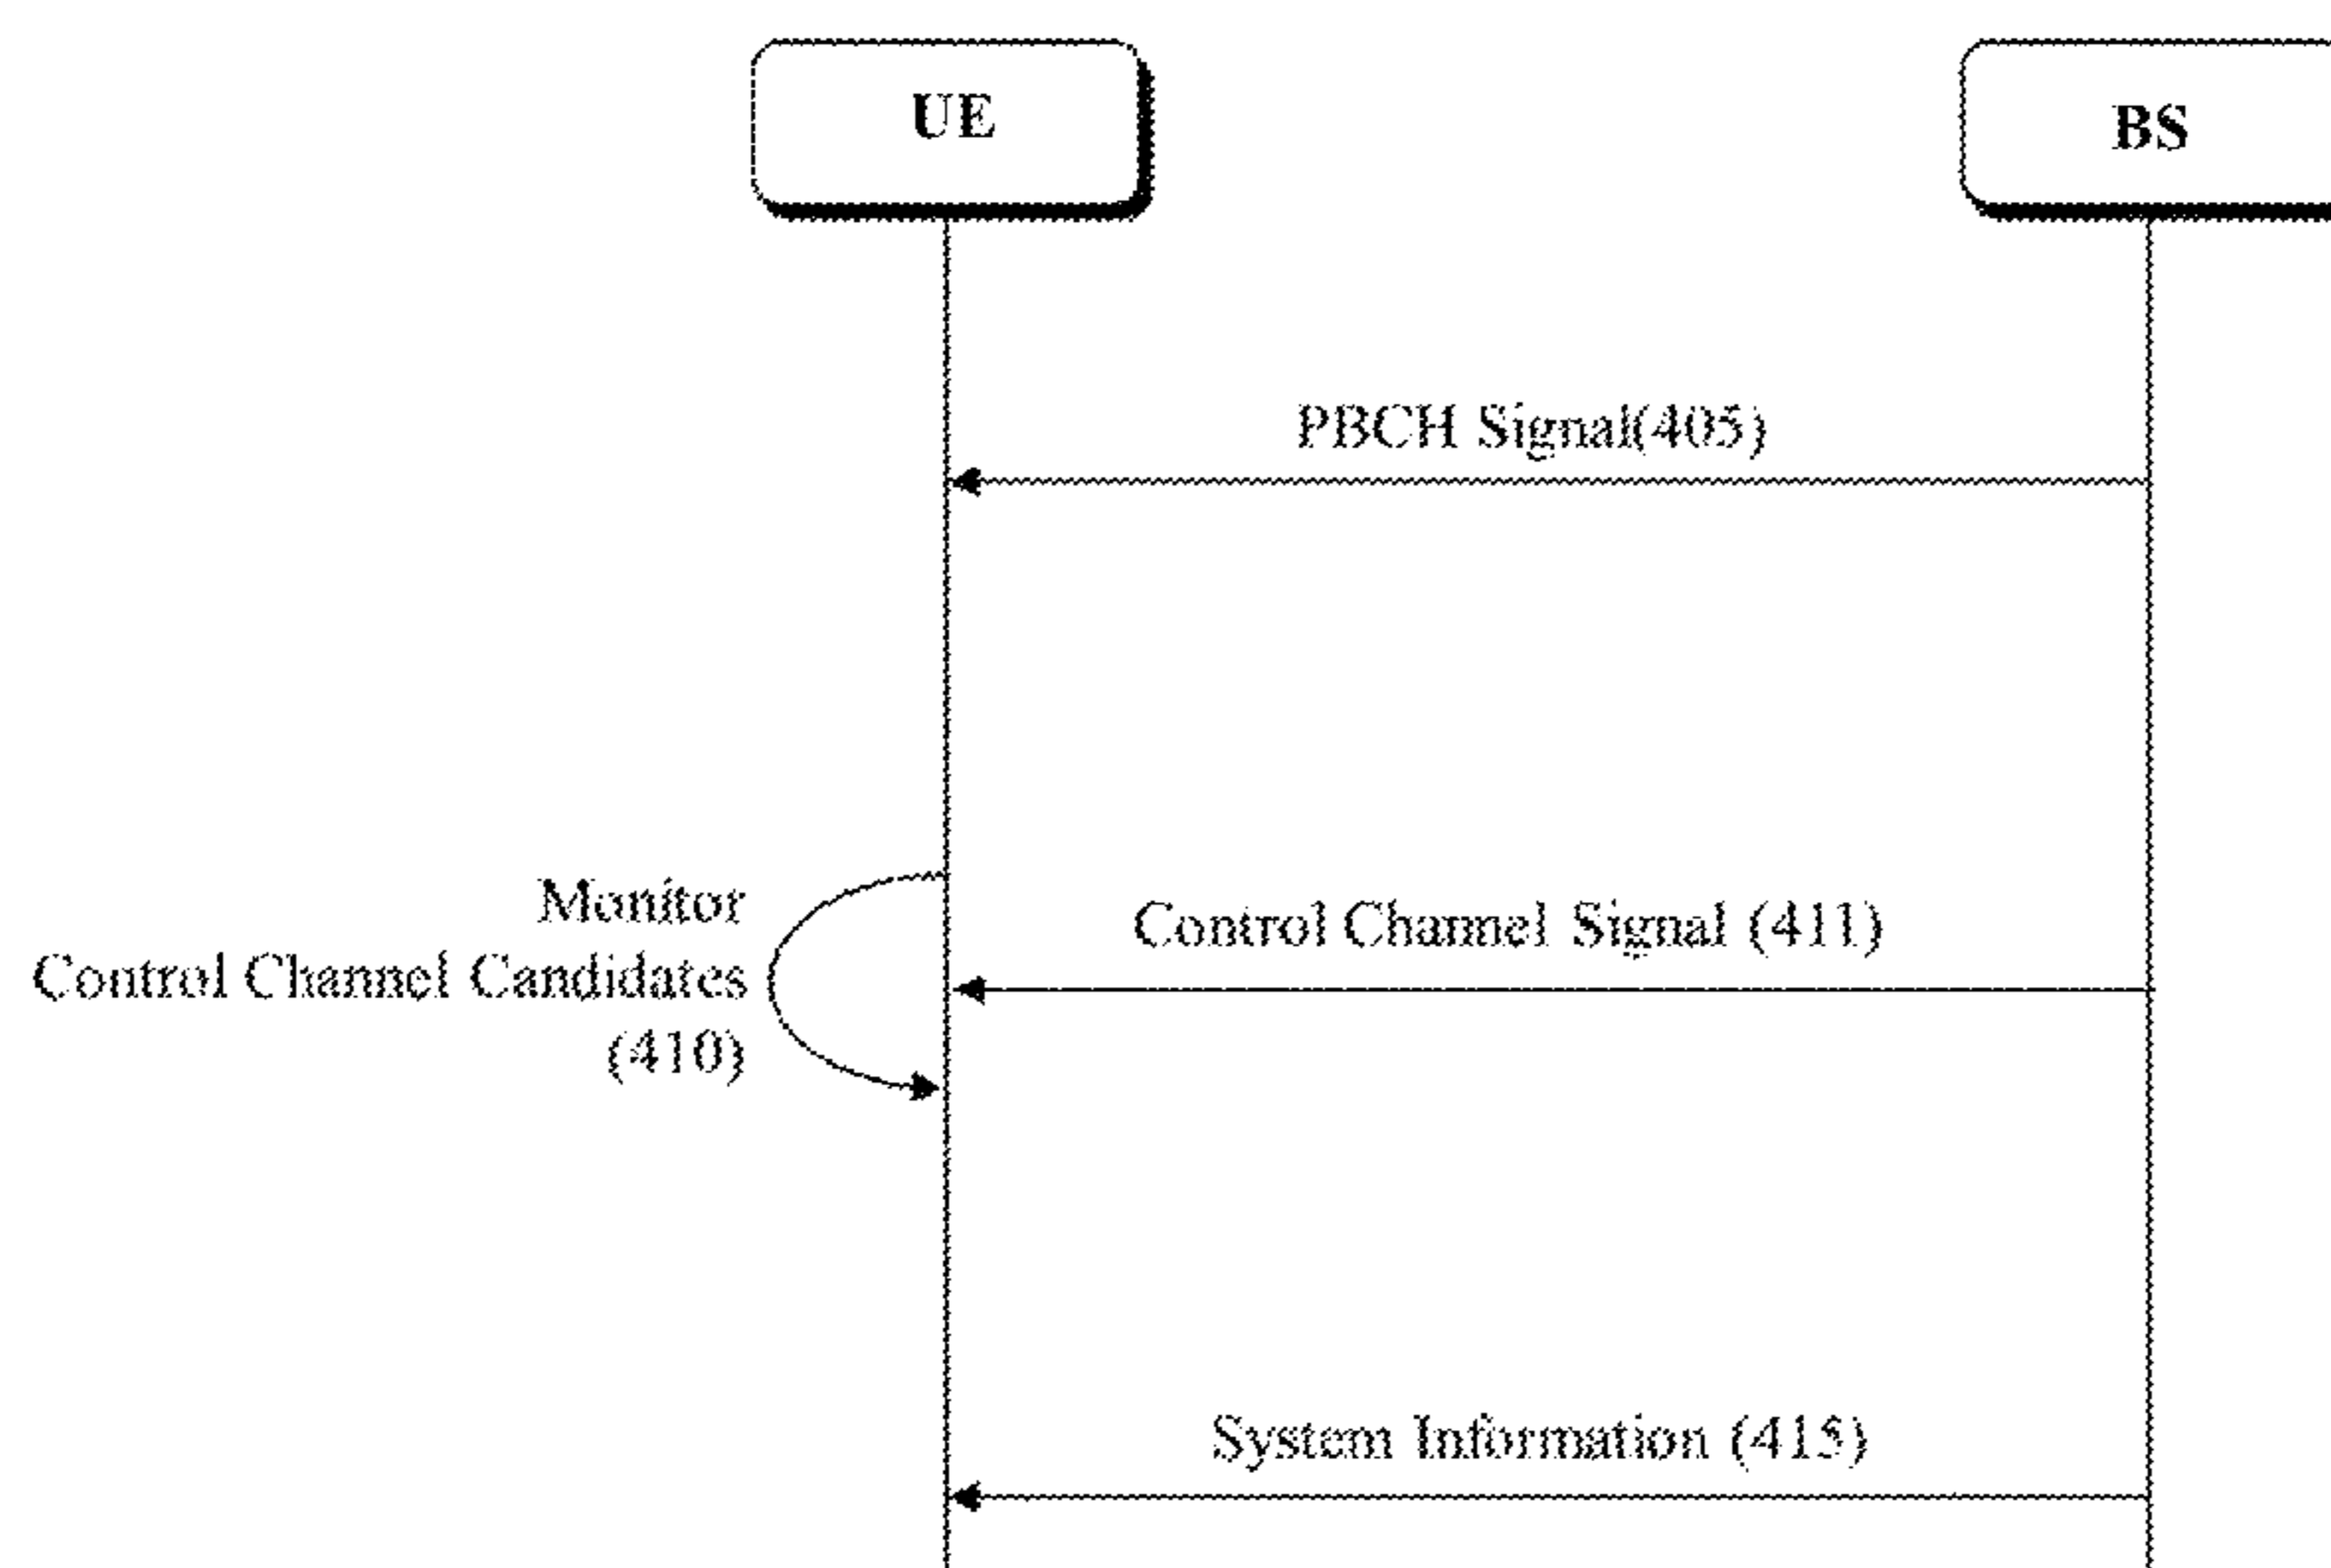 UE
BS
PBCH Signal(405)
Monitor
Control Channel Candidates
(410)
Control Channel Signal (411)
System Information (415)